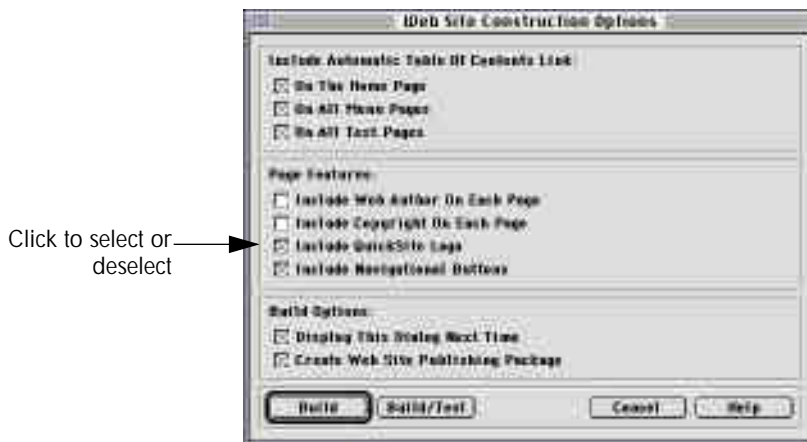 Web Site Construction Options
Include Automatic Table Of Contents Link:
On The Home Page
On All Menu Pages
On All Text Pages
Page Features:
Include Web Author On Each Page
Include Copyright On Each Page
Click to select or
deselect
Include QuickSite Logo
Include Navigational Buttons
Build Options:
Display This Dialog Next Time
Create Web Site Publishing Package
Build
Build/Test
Cancel
Help